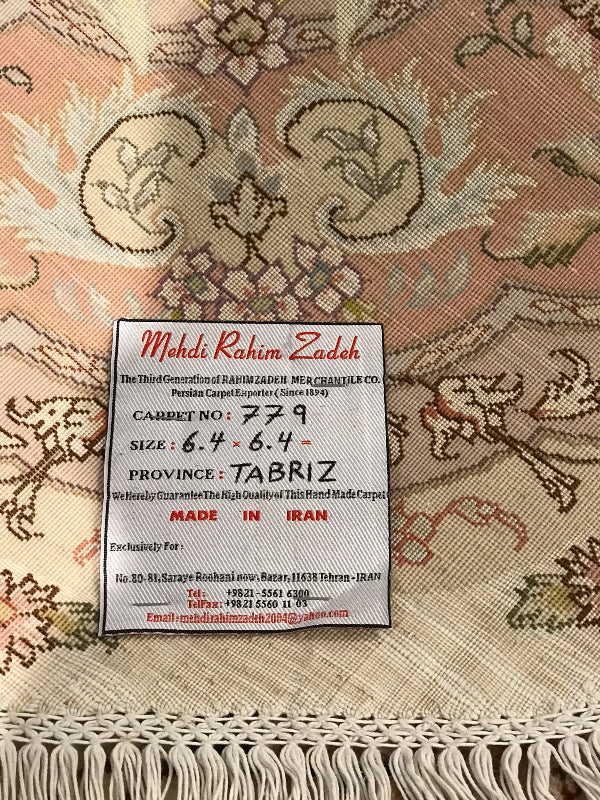 Mehdi Rahim Zadeh
The Third Generation of RAHIMZADEH MERCHANTILE CO.
Persian Carpet Exporter ( Since 1894)
CARPET NO : 779
SIZE : 6.4 × 6.4 =
PROVINCE : TABRIZ
We Hereby Guarantee The High Quality of This Hand Made Carpet
MADE IN IRAN
Exclusivaly For :
No. 80-81, Saraye Roohani now, Bazar, 11638 Tehran - IRAN
Tel : +9821 - 5561 6300
TelFax : +9821 5560 11 03
Email : mehdirahimzadeh2004@yahoo.com